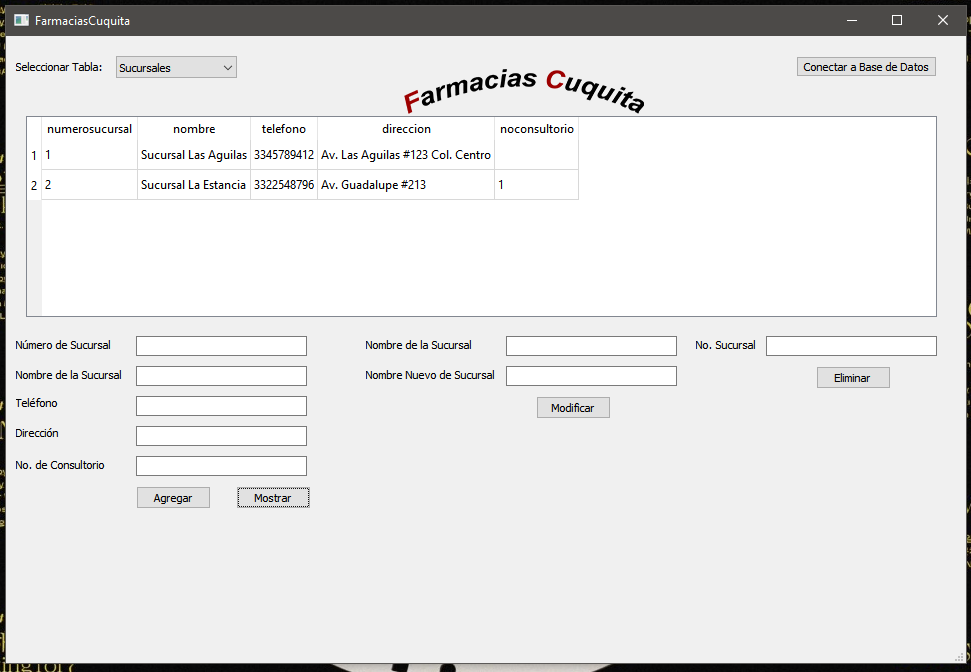 FarmaciasCuquita
Seleccionar Tabla: Sucursales Conectar a Base de Datos
Farmacias Cuquita
numerosucursal nombre telefono direccion noconsultorio
1 1 Sucursal Las Aguilas 3345789412 Av. Las Aguilas #123 Col. Centro
2 2 Sucursal La Estancia 3322548796 Av. Guadalupe #213 1
Número de Sucursal Nombre de la Sucursal No. Sucursal
Nombre de la Sucursal Nombre Nuevo de Sucursal Eliminar
Teléfono Modificar
Dirección
No. de Consultorio
Agregar Mostrar